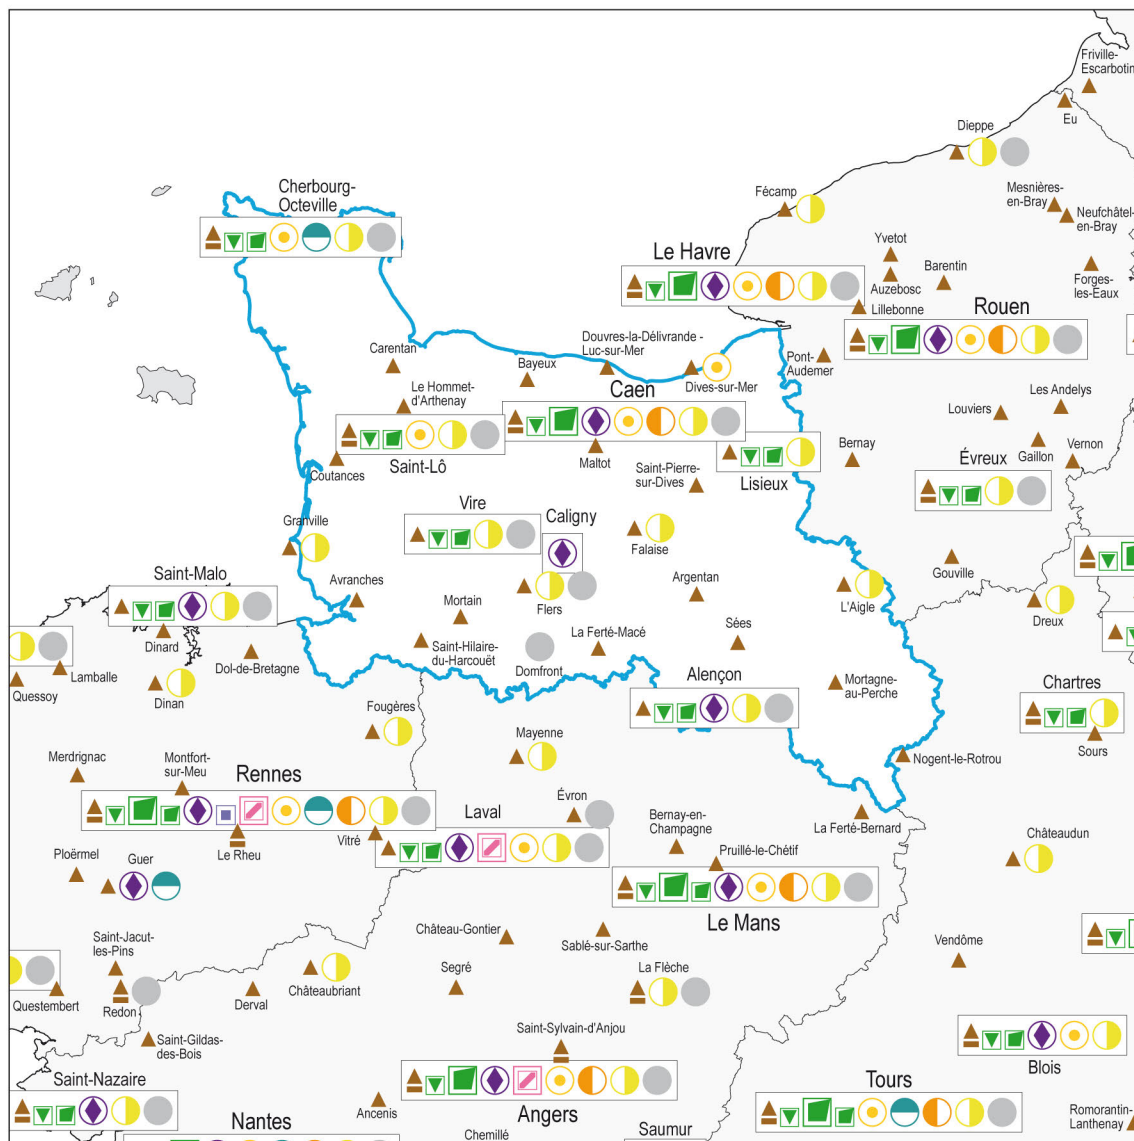 Friville-
Escarbotin
Eu
Dieppe
Cherbourg-
Octeville
Fécamp
Mesnières-
en-Bray
Neufchâtel-
en-Bray
Yvetot
Le Havre
Auzebosc
Barentin
Forges-
les-Eaux
Lillebonne
Rouen
Carentan
Bayeux
Douvres-la-Délivrande -
Luc-sur-Mer
Pont-
Audemer
Dives-sur-Mer
Le Hommet-
d'Arthenay
Caen
Les Andelys
Louviers
Saint-Lô
Coutances
Maltot
Lisieux
Bernay
Gaillon
Vernon
Évreux
Saint-Pierre-
sur-Dives
Vire
Caligny
Granville
Falaise
Gouville
Saint-Malo
Avranches
Mortain
Flers
Argentan
L'Aigle
Dreux
Dinard
Dol-de-Bretagne
Saint-Hilaire-
du-Harcouët
Domfront
La Ferté-Macé
Sées
Lamballe
Quessoy
Dinan
Alençon
Mortagne-
au-Perche
Chartres
Sours
Fougères
Mayenne
Nogent-le-Rotrou
Merdrignac
Montfort-
sur-Meu
Rennes
Évron
Laval
Bernay-en-
Champagne
La Ferté-Bernard
Le Rheu
Vitré
Pruillé-le-Chétif
Châteaudun
Ploërmel
Guer
Le Mans
Saint-Jacut-
les-Pins
Château-Gontier
Sablé-sur-Sarthe
Vendôme
Questembert
Redon
Derval
Châteaubriant
Segré
La Flèche
Saint-Gildas-
des-Bois
Saint-Sylvain-d'Anjou
Blois
Saint-Nazaire
Ancenis
Angers
Tours
Nantes
Chemillé
Saumur
Romorantin-
Lanthenay